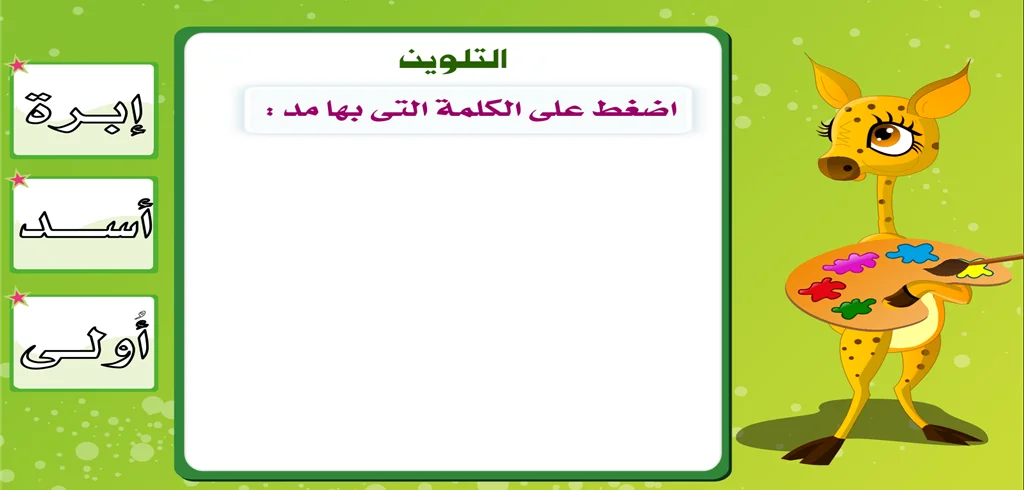 التلوين
اضغط على الكلمة التى بها مد :
إبرة
أسد
أُولى